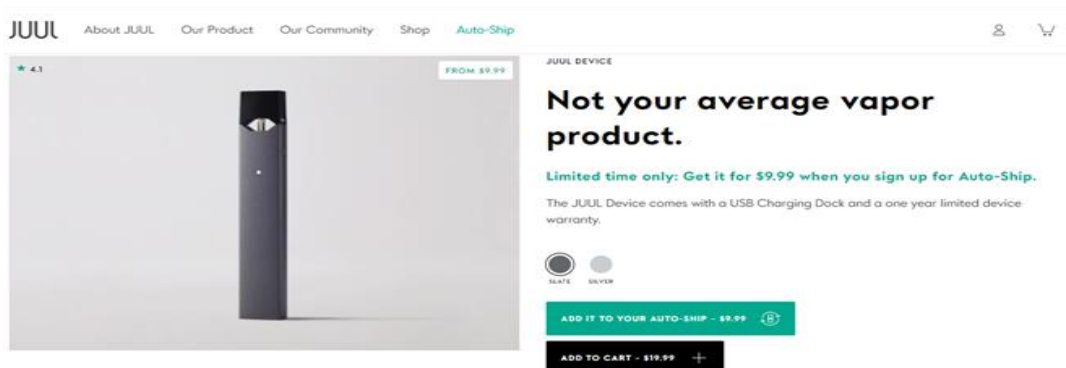 JUUL About JUUL Our Product Our Community Shop Auto-Ship
★ 4.1
FROM $9.99
JUUL DEVICE
Not your average vapor
product.
Limited time only: Get it for $9.99 when you sign up for Auto-Ship.
The JUUL Device comes with a USB Charging Dock and a one year limited device
warranty.
SLATE SILVER
ADD IT TO YOUR AUTO-SHIP - $9.99
ADD TO CART - $19.99 +